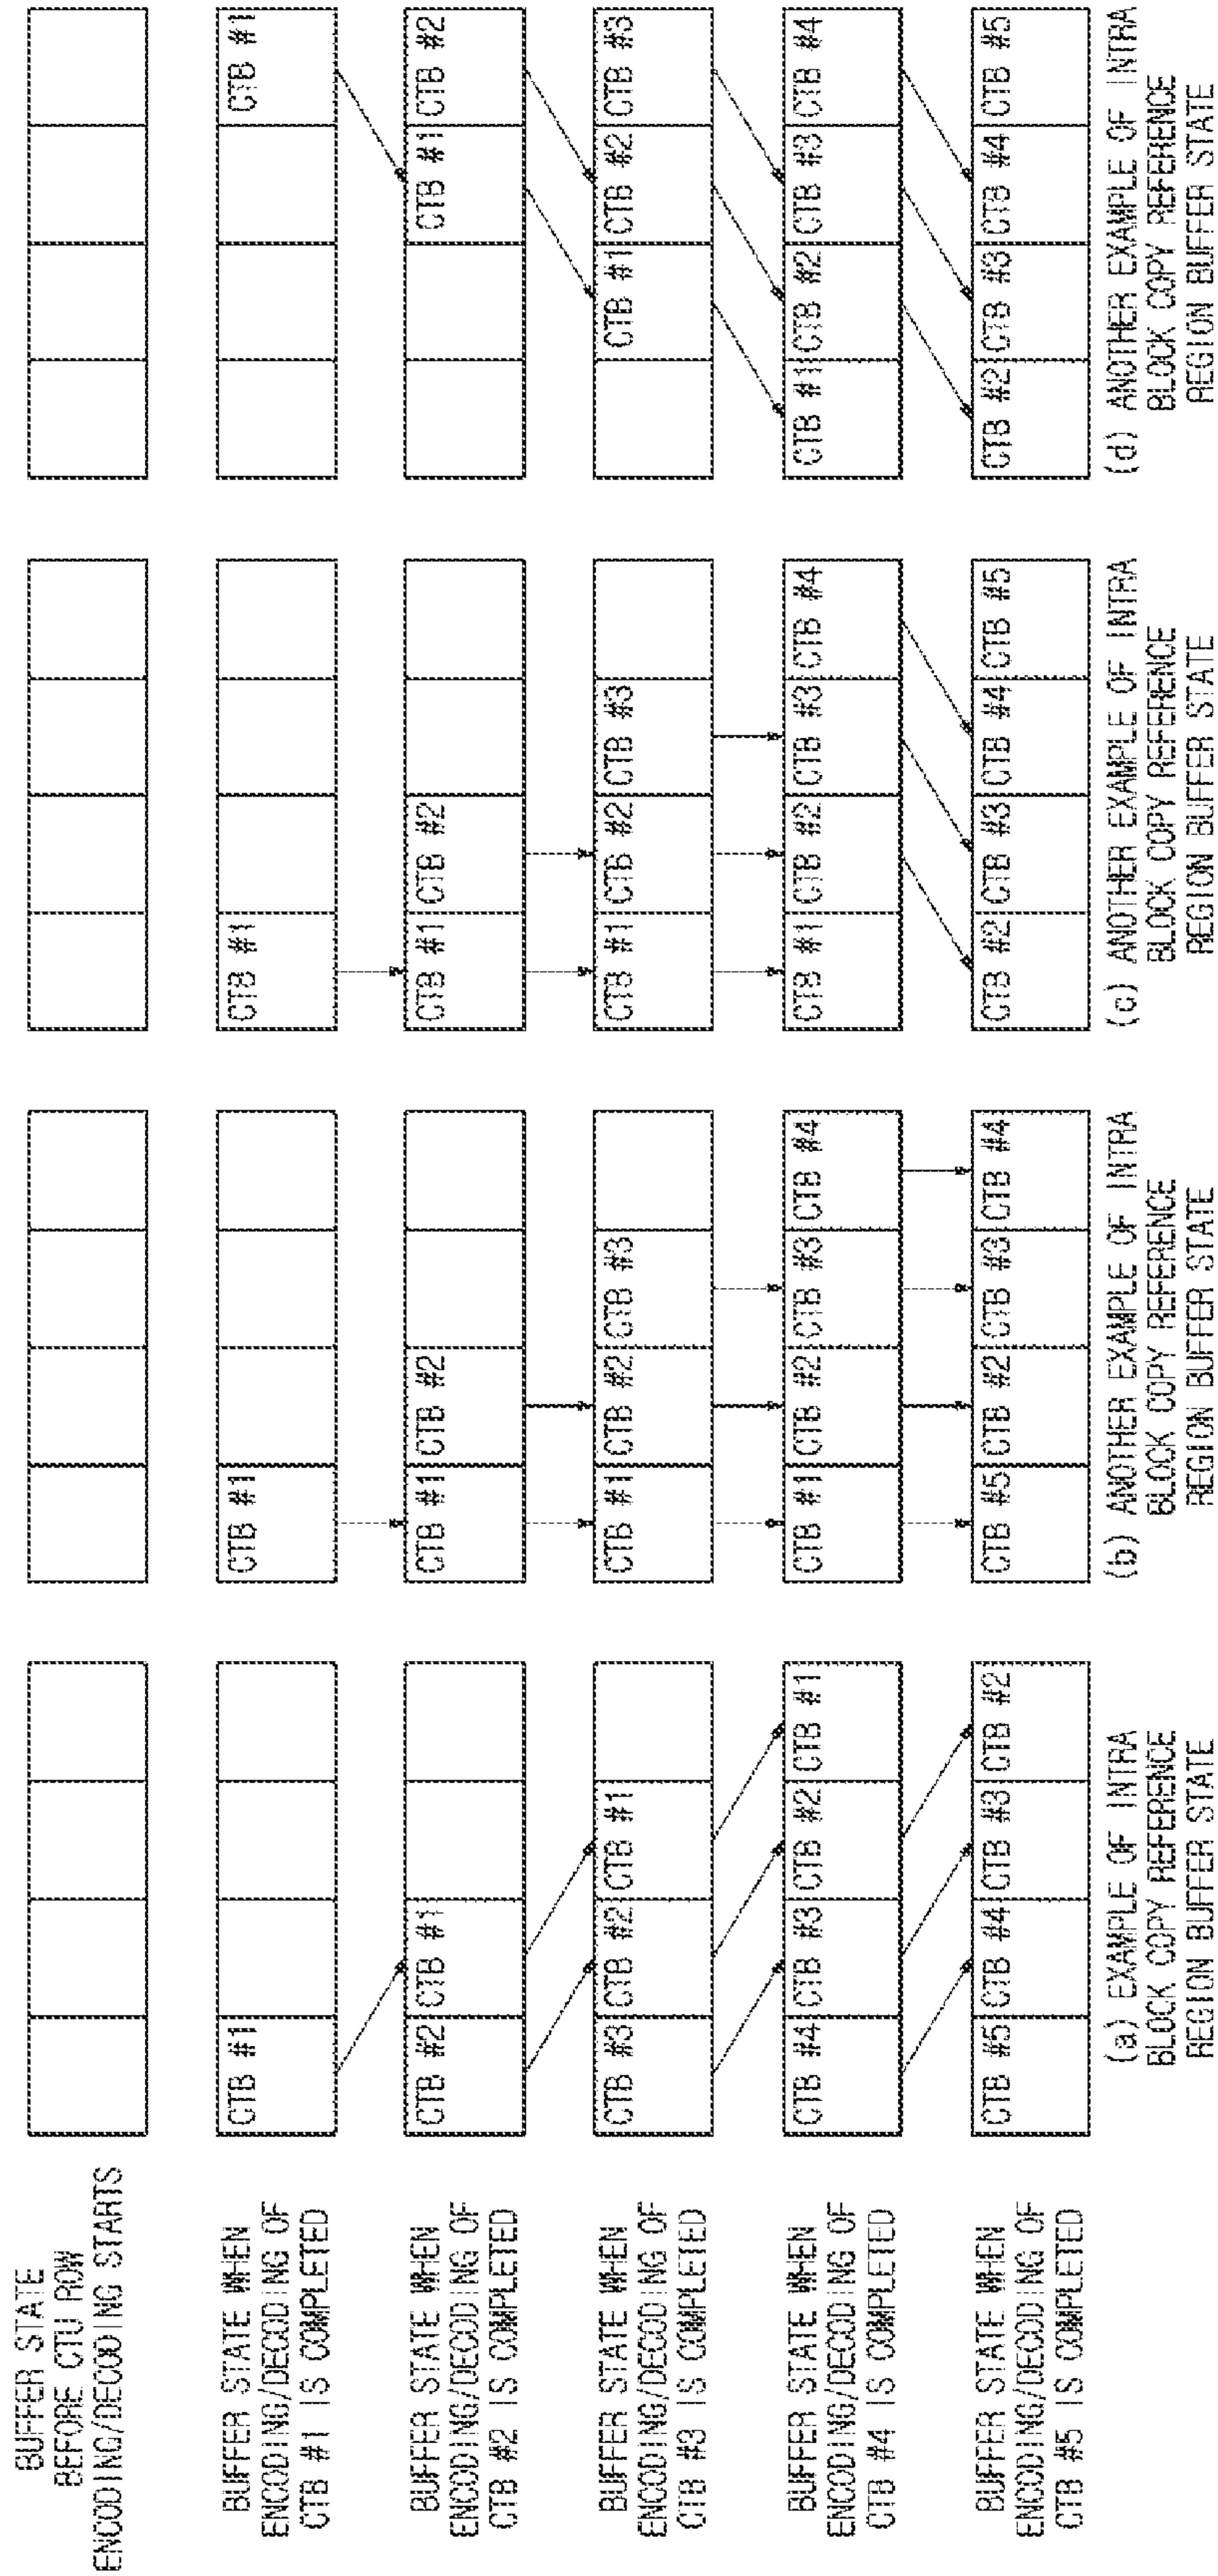 BUFFER STATE
BEFORE CTU ROW
ENCODING/DECODING STARTS
BUFFER STATE WHEN
ENCODING/DECODING OF
CTB #1 IS COMPLETED
CTB #1
CTB #1
CTB #1
CTB #1
BUFFER STATE WHEN
ENCODING/DECODING OF
CTB #2 IS COMPLETED
CTB #2 CTB #1
CTB #1 CTB #2
CTB #1 CTB #2
CTB #1 CTB #2
BUFFER STATE WHEN
ENCODING/DECODING OF
CTB #3 IS COMPLETED
CTB #3 CTB #2 CTB #1
CTB #1 CTB #2 CTB #3
CTB #1 CTB #2 CTB #3
CTB #1 CTB #2 CTB #3
BUFFER STATE WHEN
ENCODING/DECODING OF
CTB #4 IS COMPLETED
CTB #4 CTB #3 CTB #2 CTB #1
CTB #1 CTB #2 CTB #3 CTB #4
CTB #1 CTB #2 CTB #3 CTB #4
CTB #1 CTB #2 CTB #3 CTB #4
BUFFER STATE WHEN
ENCODING/DECODING OF
CTB #5 IS COMPLETED
CTB #5 CTB #4 CTB #3 CTB #2
CTB #5 CTB #2 CTB #3 CTB #4
CTB #2 CTB #3 CTB #4 CTB #5
CTB #2 CTB #3 CTB #4 CTB #5
(a) EXAMPLE OF INTRA
BLOCK COPY REFERENCE
REGION BUFFER STATE
(b) ANOTHER EXAMPLE OF INTRA
BLOCK COPY REFERENCE
REGION BUFFER STATE
(c) ANOTHER EXAMPLE OF INTRA
BLOCK COPY REFERENCE
REGION BUFFER STATE
(d) ANOTHER EXAMPLE OF INTRA
BLOCK COPY REFERENCE
REGION BUFFER STATE